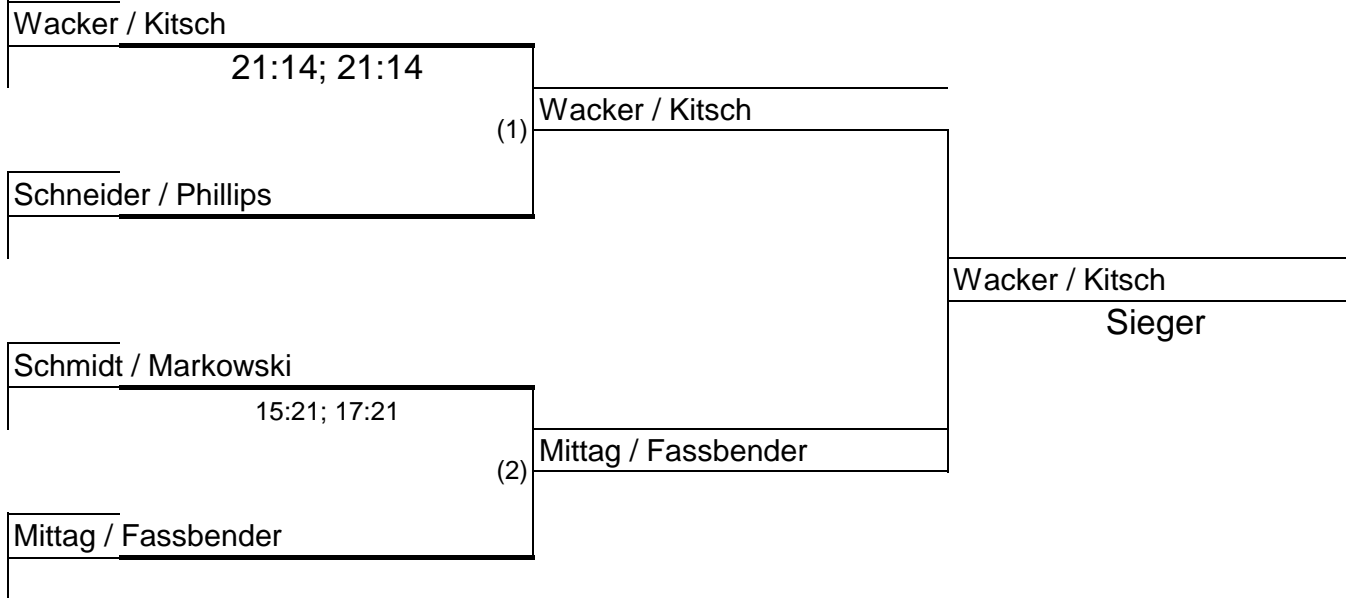 Wacker / Kitsch
21:14; 21:14
Wacker / Kitsch
(1)
Schneider / Phillips
Wacker / Kitsch
Sieger
Schmidt / Markowski
15:21; 17:21
Mittag / Fassbender
(2)
Mittag / Fassbender